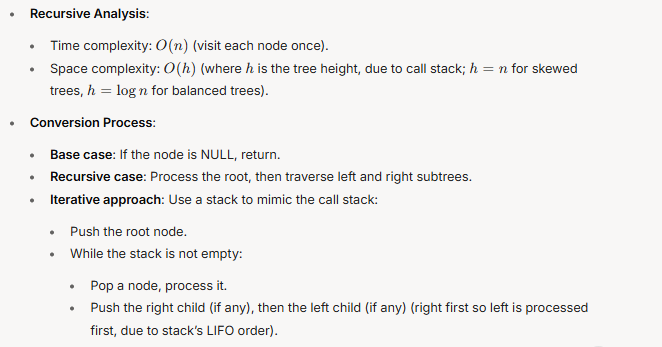 • Recursive Analysis:
• Time complexity: O(n) (visit each node once).
• Space complexity: O(h) (where h is the tree height, due to call stack; h = n for skewed
trees, h = log n for balanced trees).
• Conversion Process:
• Base case: If the node is NULL, return.
• Recursive case: Process the root, then traverse left and right subtrees.
• Iterative approach: Use a stack to mimic the call stack:
• Push the root node.
• While the stack is not empty:
• Pop a node, process it.
• Push the right child (if any), then the left child (if any) (right first so left is processed
first, due to stack's LIFO order).